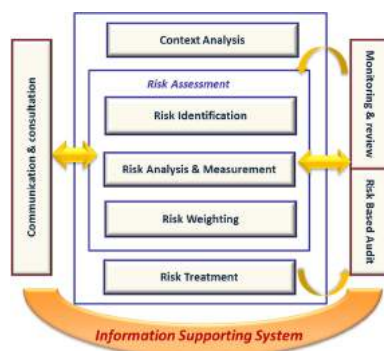 Context Analysis
Risk Assessment
Risk Identification
Risk Analysis & Measurement
Risk Weighting
Risk Treatment
Communication & consultation
Monitoring & review
Risk Based Audit
Information Supporting System